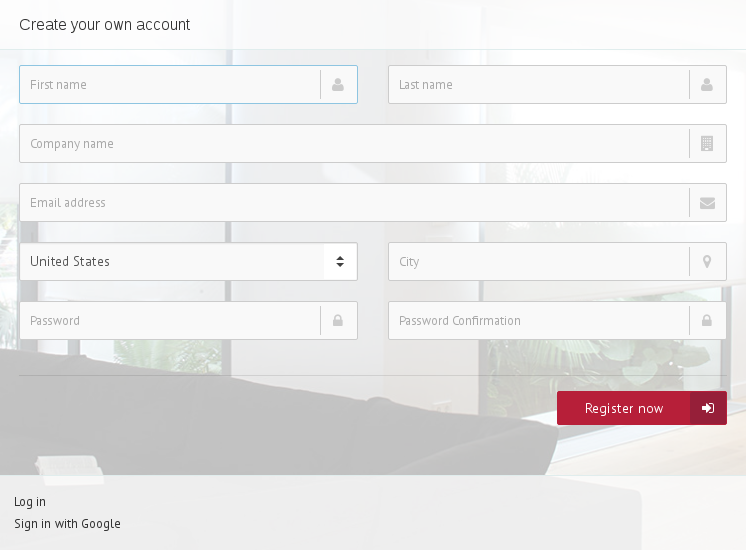 Create your own account
First name
Last name
Company name
Email address
United States
City
Password
Password Confirmation
Register now
Log in
Sign in with Google